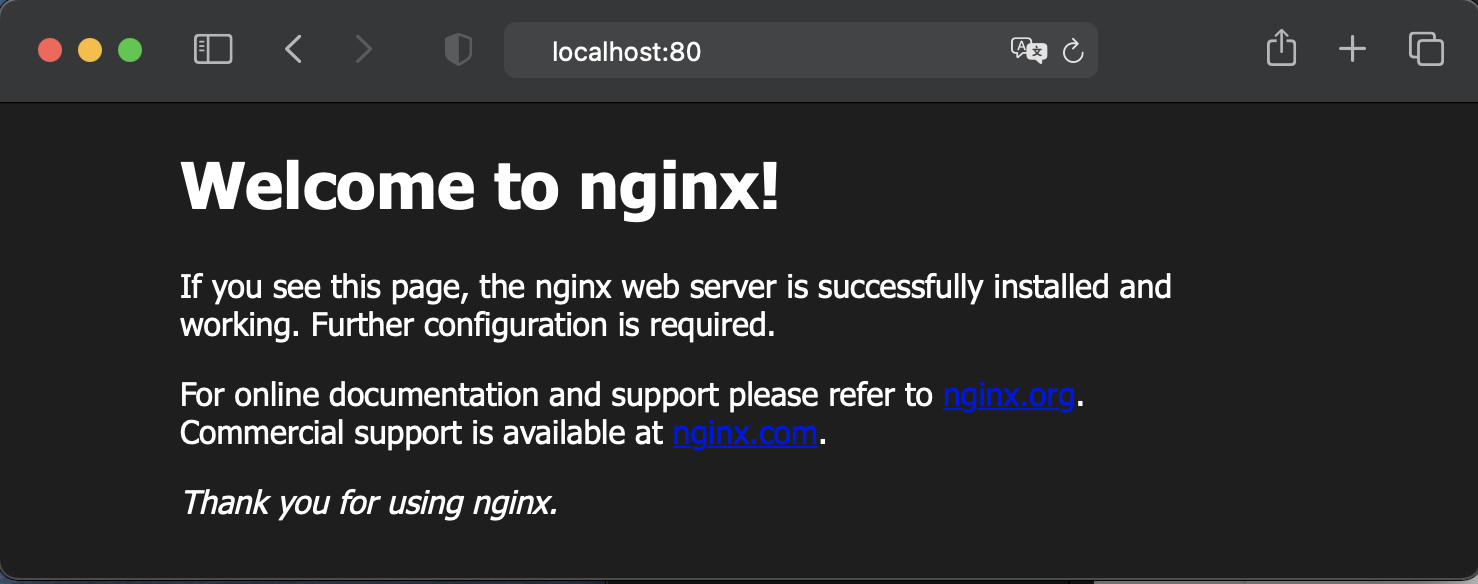 localhost:80
Welcome to nginx!
If you see this page, the nginx web server is successfully installed and
working. Further configuration is required.
For online documentation and support please refer to nginx.org.
Commercial support is available at nginx.com.
Thank you for using nginx.